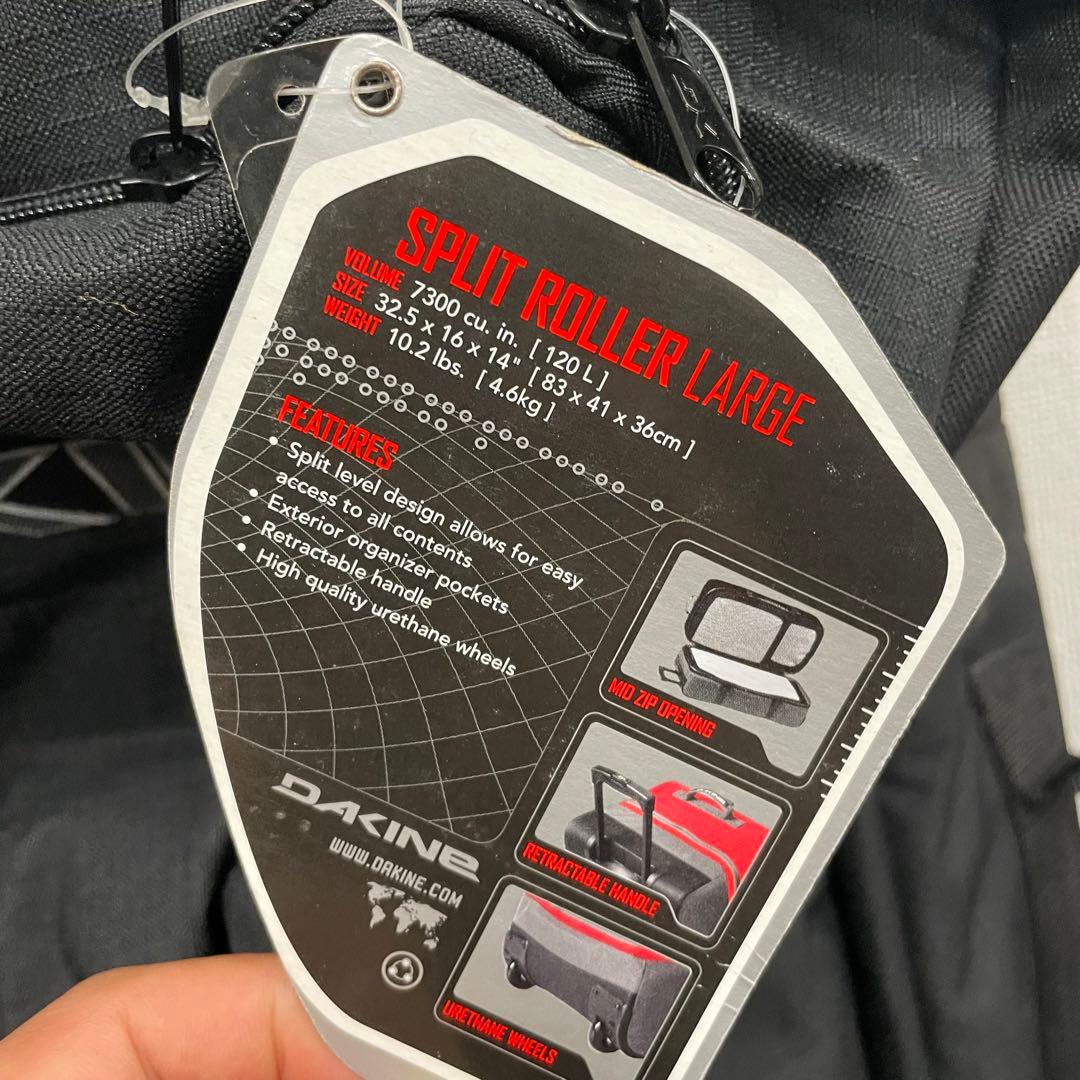 SPLIT ROLLER LARGE
VOLUME 7300 cu. in. [ 120 L ]
SIZE 32.5 x 16 x 14" [ 83 x 41 x 36cm ]
WEIGHT 10.2 lbs. [ 4.6kg ]
FEATURES
• Split level design allows for easy
access to all contents
• Exterior organizer pockets
• Retractable handle
• High quality urethane wheels
MID ZIP OPENING
RETRACTABLE HANDLE
URETHANE WHEELS
DAKINE
WWW.DAKINE.COM